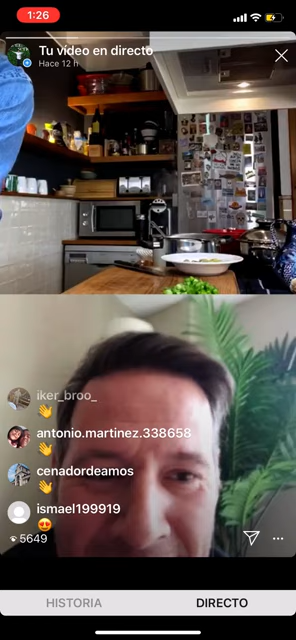 1:26
Tu vídeo en directo
Hace 12 h
iker_broo_
antonio.martinez.338658
cenadordeamos
ismael199919
5649
HISTORIA
DIRECTO